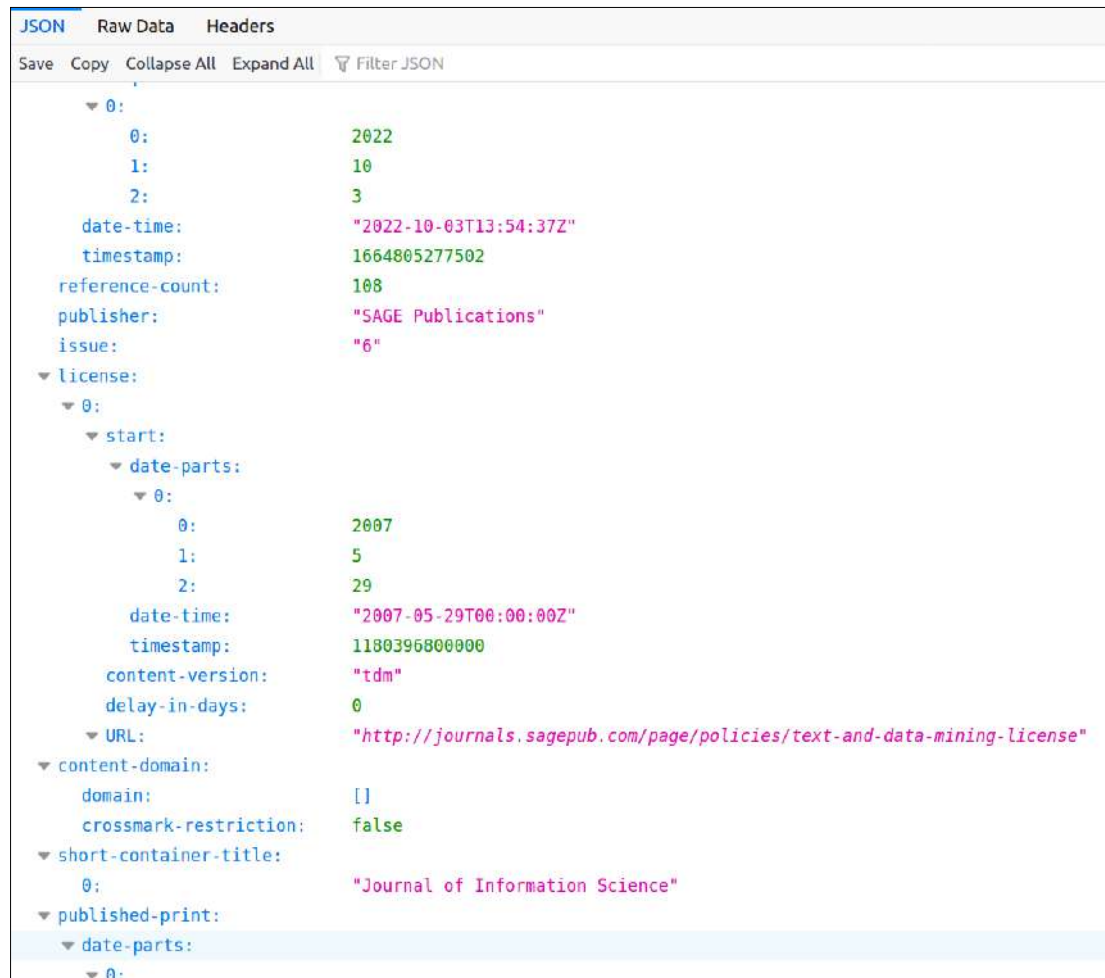 JSON Raw Data Headers
Save Copy Collapse All Expand All Filter JSON
0:
0: 2022
1: 10
2: 3
date-time: "2022-10-03T13:54:37Z"
timestamp: 1664805277502
reference-count: 108
publisher: "SAGE Publications"
issue: "6"
license:
0:
start:
date-parts:
0:
0: 2007
1: 5
2: 29
date-time: "2007-05-29T00:00:00Z"
timestamp: 1180396800000
content-version: "tdm"
delay-in-days: 0
URL: "http://journals.sagepub.com/page/policies/text-and-data-mining-license"
content-domain:
domain: []
crossmark-restriction: false
short-container-title:
0: "Journal of Information Science"
published-print:
date-parts:
0: